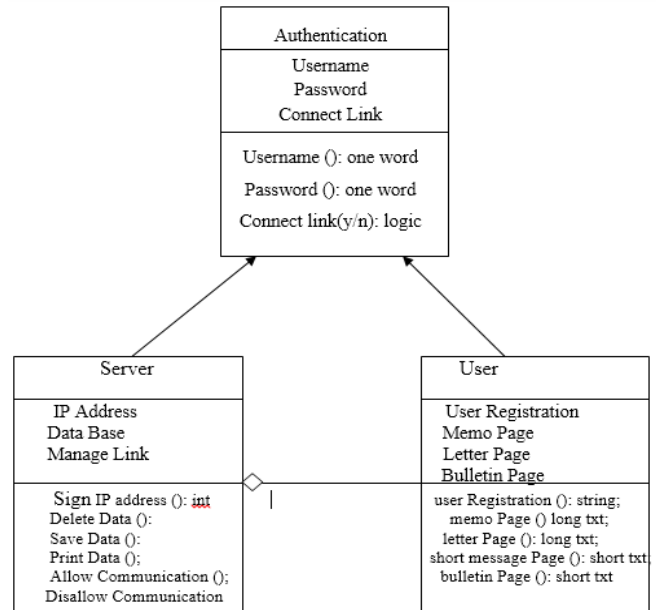 Authentication
Username
Password
Connect Link
Username (): one word
Password (): one word
Connect link(y/n): logic
Server
IP Address
Data Base
Manage Link
Sign IP address (): int
Delete Data ():
Save Data ():
Print Data ();
Allow Communication ();
Disallow Communication
User
User Registration
Memo Page
Letter Page
Bulletin Page
user Registration (): string;
memo Page () long txt;
letter Page (): long txt;
short message Page (): short txt;
bulletin Page (): short txt